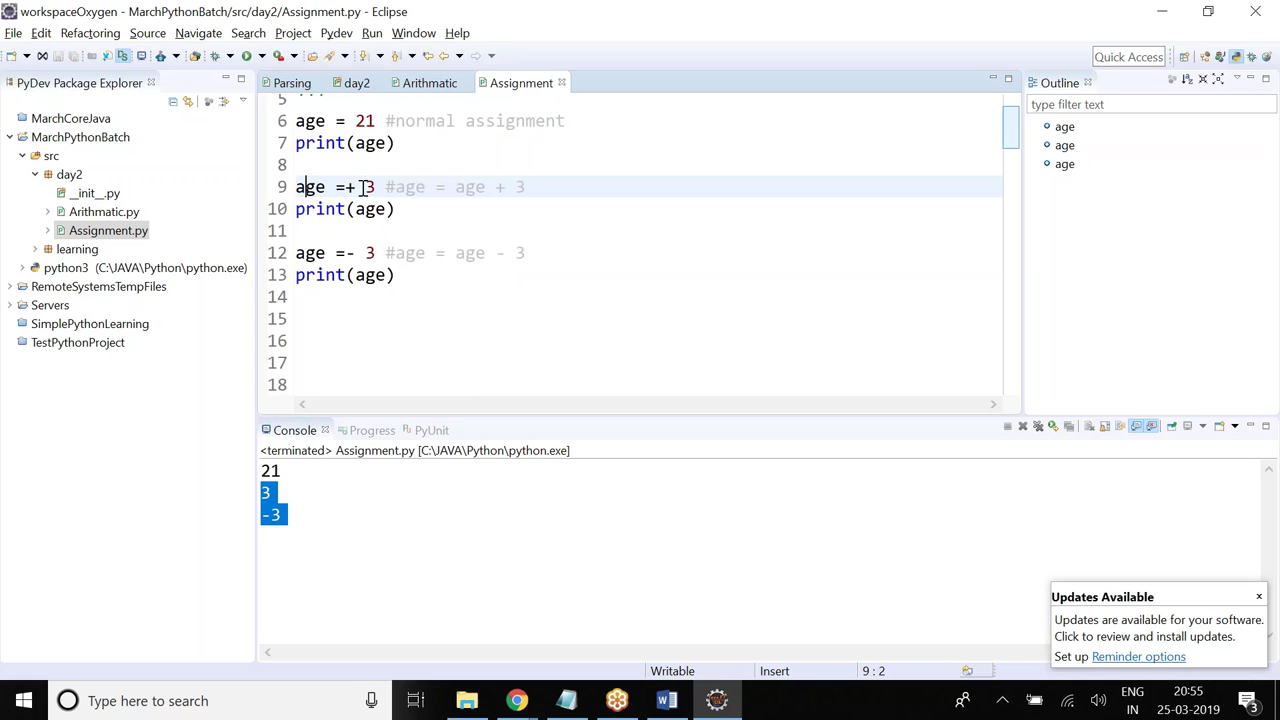 workspaceOxygen - MarchPythonBatch/src/day2/Assignment.py - Eclipse
File Edit Refactoring Source Navigate Search Project Pydev Run Window Help
Quick Access
PyDev Package Explorer
MarchCoreJava
MarchPythonBatch
src
day2
__init__.py
Arithmatic.py
Assignment.py
learning
python3 (C:\JAVA\Python\python.exe)
RemoteSystemsTempFiles
Servers
SimplePythonLearning
TestPythonProject
Parsing day2 Arithmatic Assignment
5
6 age = 21 #normal assignment
7 print(age)
8
9 age =+ 3 #age = age + 3
10 print(age)
11
12 age =- 3 #age = age - 3
13 print(age)
14
15
16
17
18
Outline
type filter text
age
age
age
Console Progress PyUnit
<terminated> Assignment.py [C:\JAVA\Python\python.exe]
21
3
-3
Updates Available
Updates are available for your software.
Click to review and install updates.
Set up Reminder options
Writable Insert 9 : 2
Type here to search
ENG
IN
20:55
25-03-2019
3